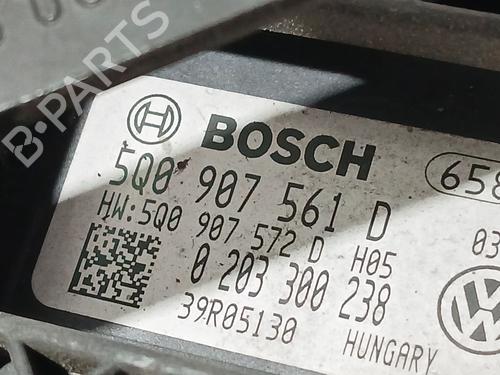 B-PARTS
BOSCH
658
5Q0 907 561 D
HW:5Q0 907 572 D H05
03
0 203 300 238
39R05130 HUNGARY